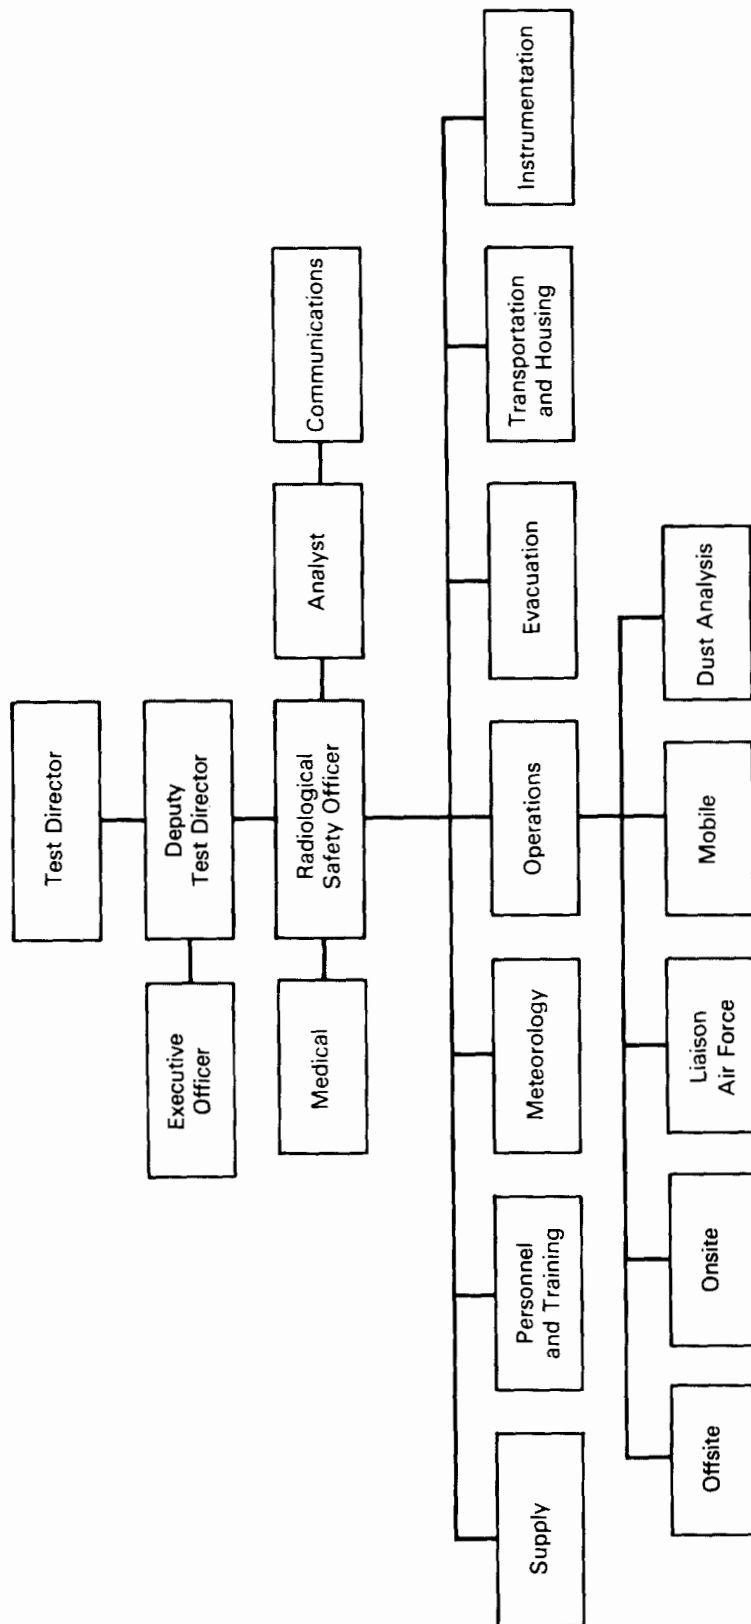 Test Director
Executive
Officer
Deputy
Test Director
Medical
Radiological
Safety Officer
Analyst
Communications
Supply
Personnel
and Training
Meteorology
Operations
Evacuation
Transportation
and Housing
Instrumentation
Offsite
Onsite
Liaison
Air Force
Mobile
Dust Analysis